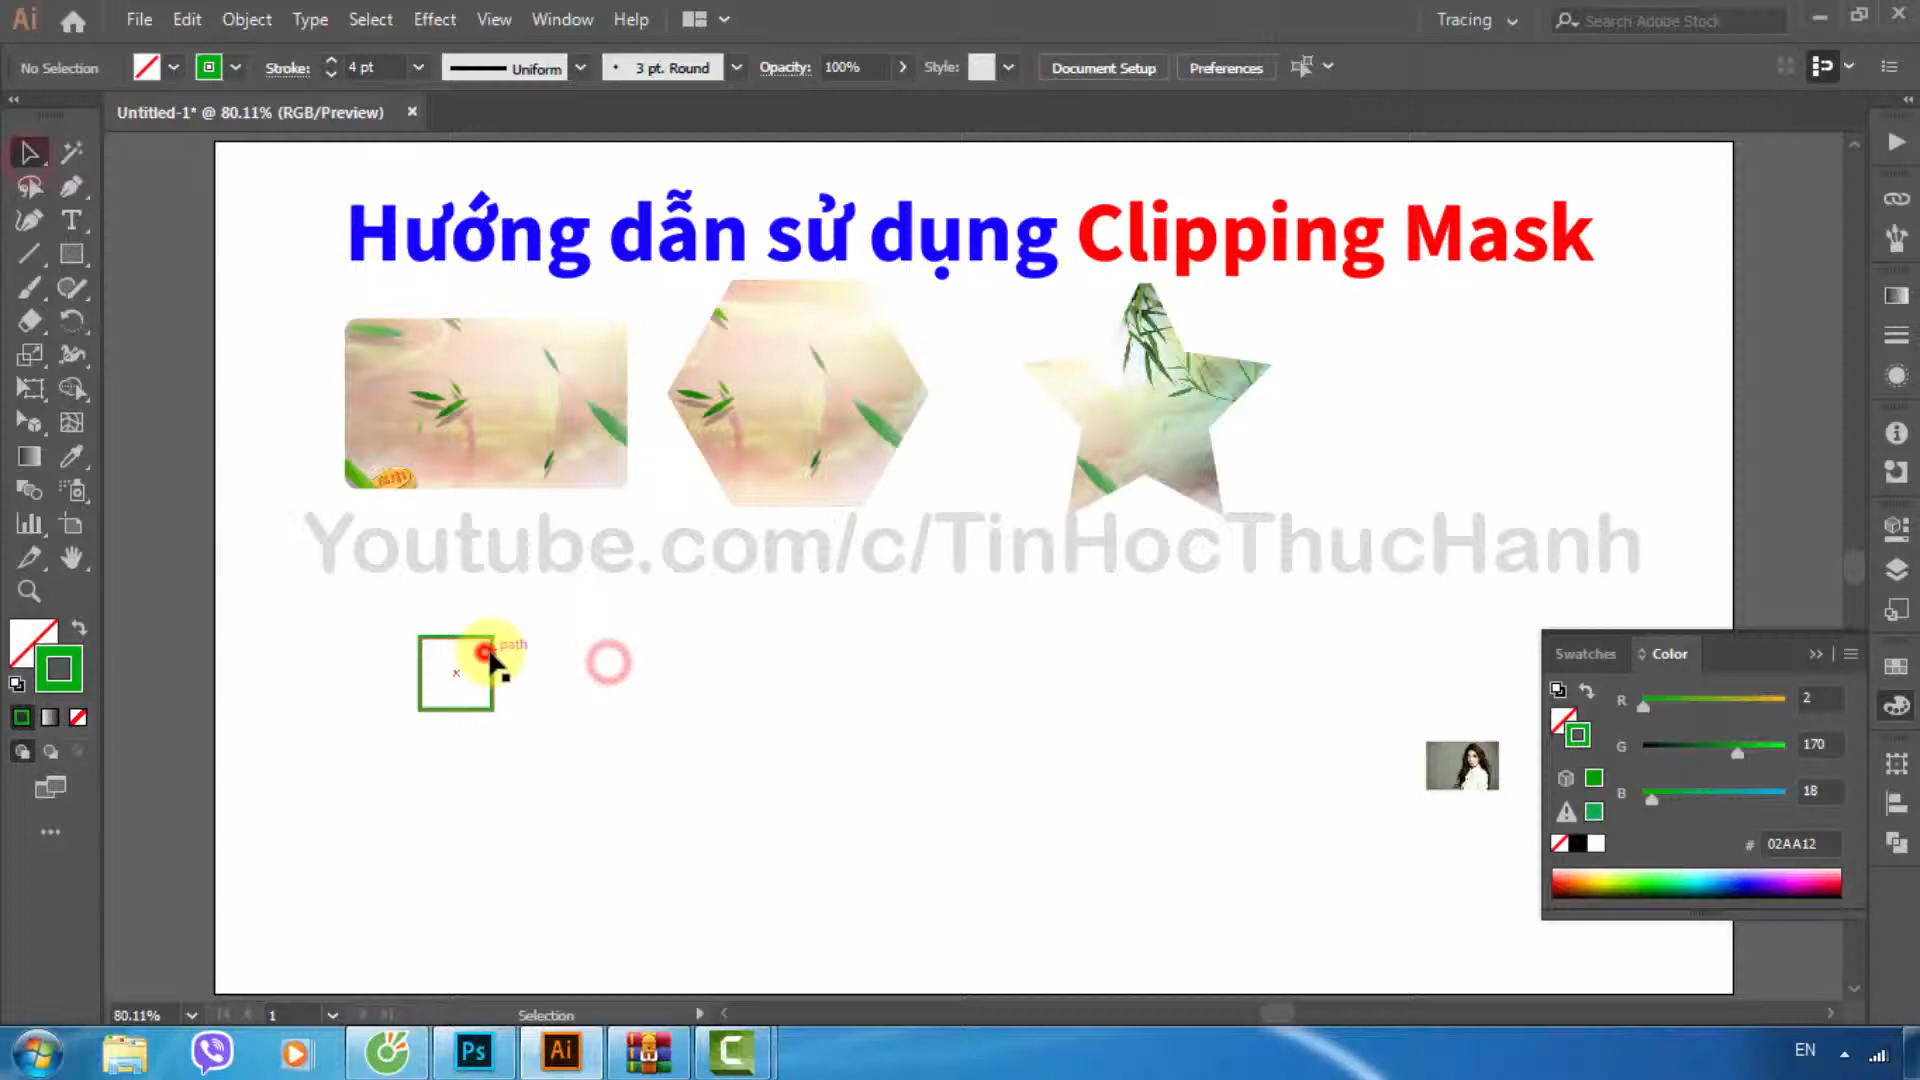 Ai File Edit Object Type Select Effect View Window Help Tracing Search Adobe Stock
No Selection Stroke: 4 pt Uniform 3 pt. Round Opacity: 100% Style: Document Setup Preferences
Untitled-1* @ 80.11% (RGB/Preview) ×
Hướng dẫn sử dụng Clipping Mask
Youtube.com/c/TinHocThucHanh
path
Swatches Color
R 2
G 170
B 18
# 02AA12
80.11% 1 Selection
Ps Ai EN